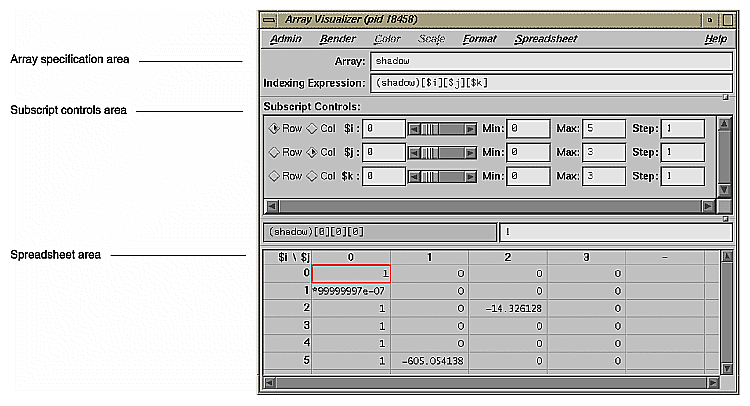 Array Visualizer (pid 18458)
Admin Render Color Scale Format Spreadsheet Help
Array specification area
Array: shadow
Indexing Expression: (shadow)[$i][$j][$k]
Subscript controls area
Subscript Controls:
Row Col $i: 0 Min: 0 Max: 5 Step: 1
Row Col $j: 0 Min: 0 Max: 3 Step: 1
Row Col $k: 0 Min: 0 Max: 3 Step: 1
(shadow)[0][0][0] 1
Spreadsheet area
$i \ $j 0 1 2 3 -
0 1 0 0 0
1 *99999997e-07 0 0 0
2 1 0 -14.326128 0
3 1 0 0 0
4 1 0 0 0
5 1 -605.054138 0 0